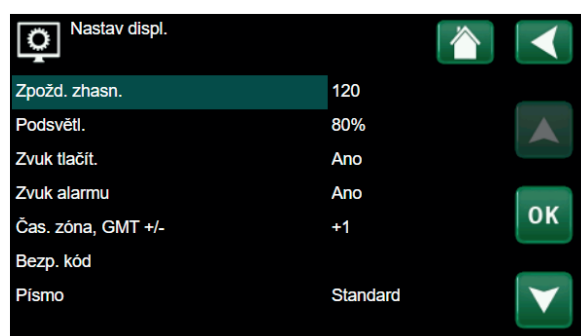 Nastav displ.
Zpožd. zhasn. 120
Podsvětl. 80%
Zvuk tlačít. Ano
Zvuk alarmu Ano
Čas. zóna, GMT +/- +1
OK
Bezp. kód
Písmo Standard